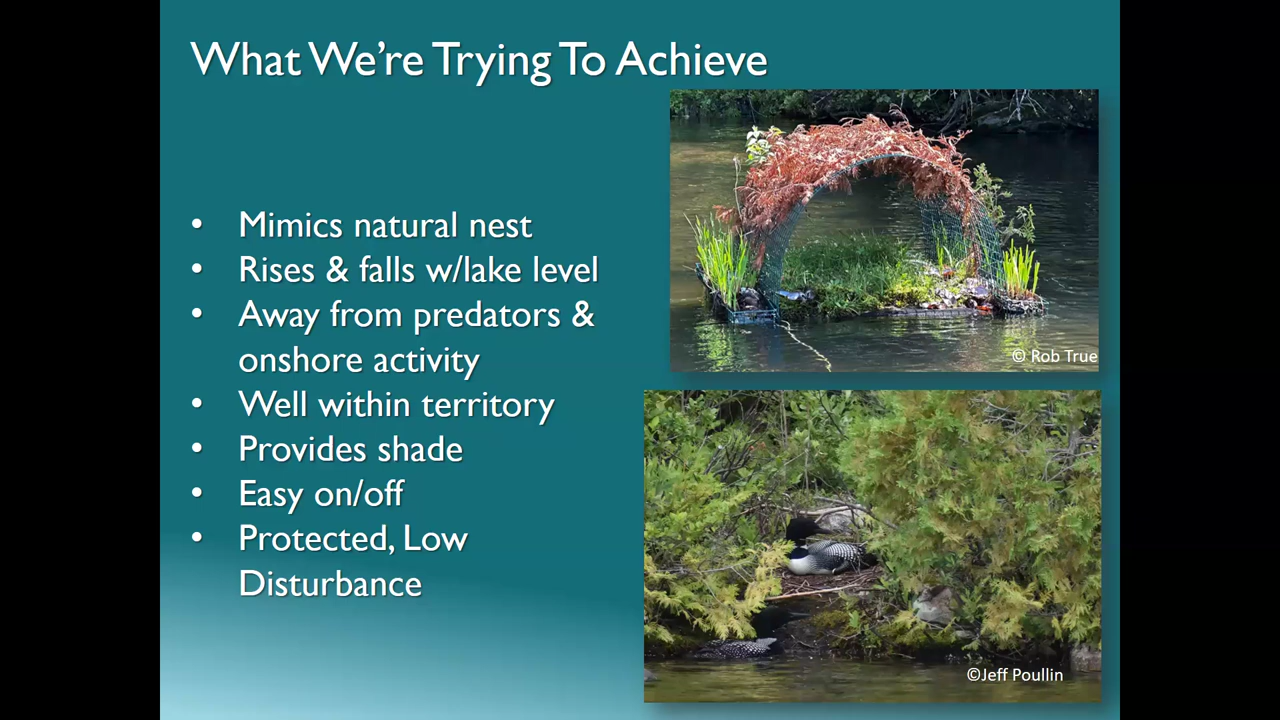 What We're Trying To Achieve
• Mimics natural nest
• Rises & falls w/lake level
• Away from predators &
onshore activity
• Well within territory
• Provides shade
• Easy on/off
• Protected, Low
Disturbance
© Rob True
©Jeff Poullin